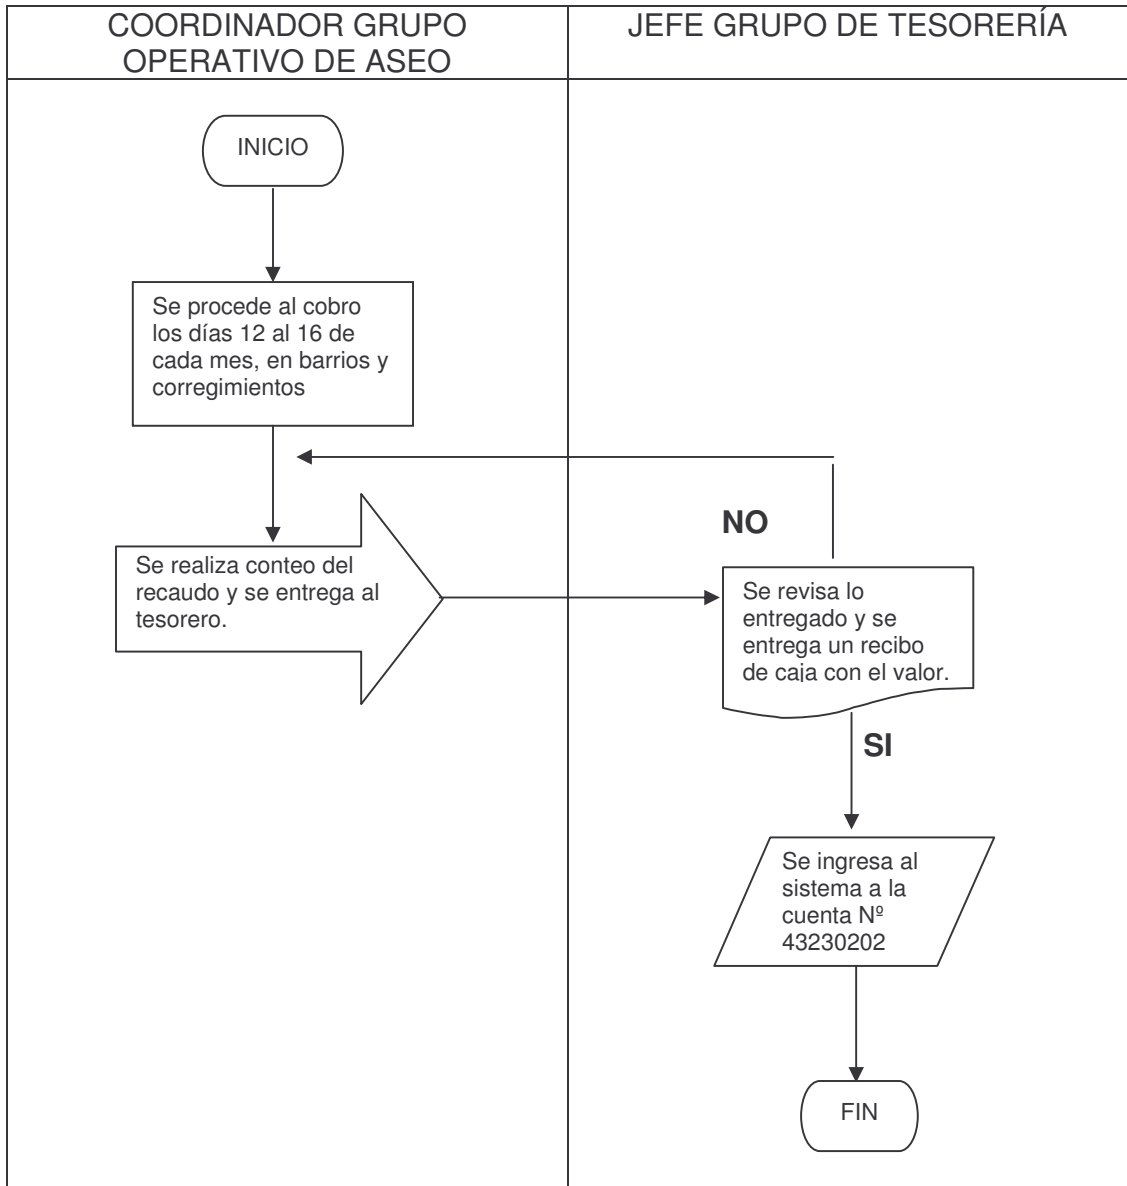 COORDINADOR GRUPO
OPERATIVO DE ASEO
JEFE GRUPO DE TESORERÍA
INICIO
Se procede al cobro
los días 12 al 16 de
cada mes, en barrios y
corregimientos
Se realiza conteo del
recaudo y se entrega al
tesorero.
NO
Se revisa lo
entregado y se
entrega un recibo
de caja con el valor.
SI
Se ingresa al
sistema a la
cuenta Nº
43230202
FIN